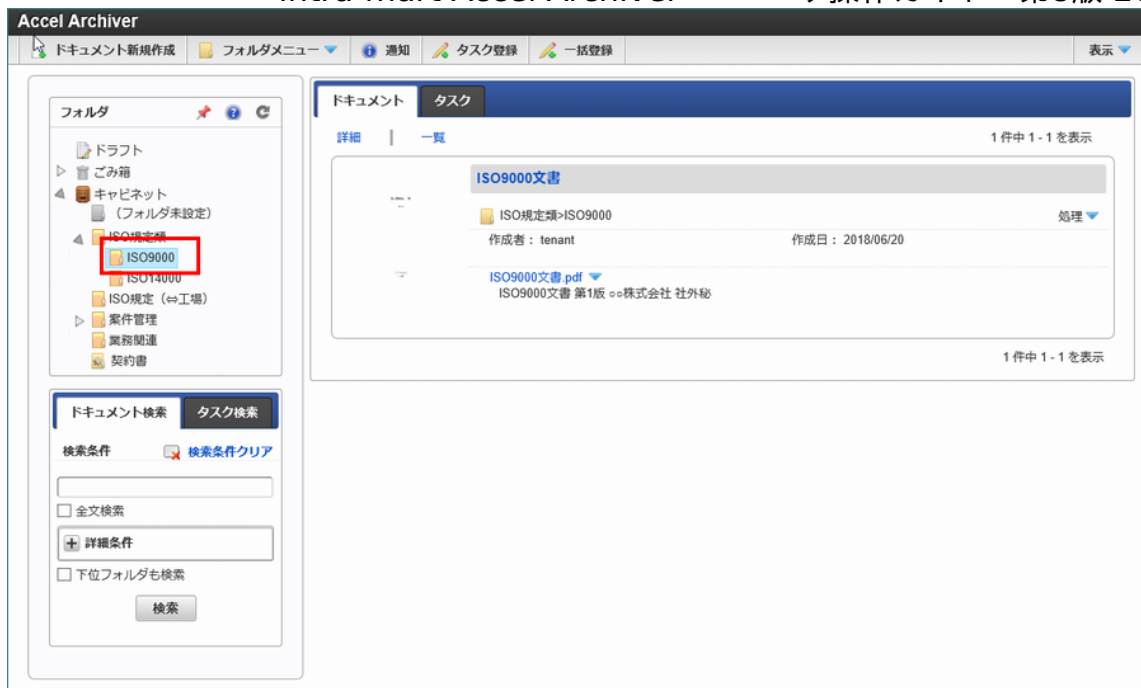 Accel Archiver
ドキュメント新規作成 フォルダメニュー 通知 タスク登録 一括登録 表示
フォルダ
ドラフト
ごみ箱
キャビネット
(フォルダ未設定)
ISO規定類
ISO9000
ISO14000
ISO規定(⇔工場)
案件管理
業務関連
契約書
ドキュメント タスク
詳細 | 一覧 1 件中 1 - 1 を表示
ISO9000文書
ISO規定類>ISO9000 処理
作成者: tenant 作成日: 2018/06/20
ISO9000文書.pdf
ISO9000文書 第1版 ○○株式会社 社外秘
1 件中 1 - 1 を表示
ドキュメント検索 タスク検索
検索条件 検索条件クリア
全文検索
詳細条件
下位フォルダも検索
検索